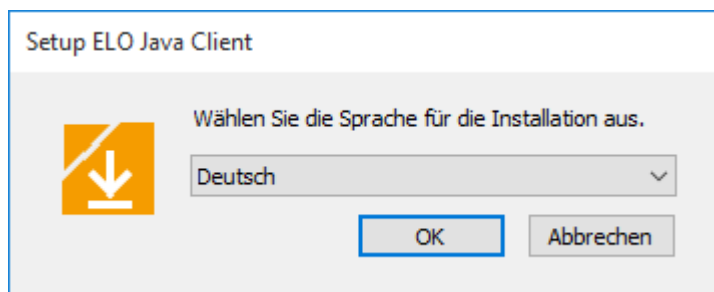 Setup ELO Java Client
Wählen Sie die Sprache für die Installation aus.
Deutsch
OK
Abbrechen